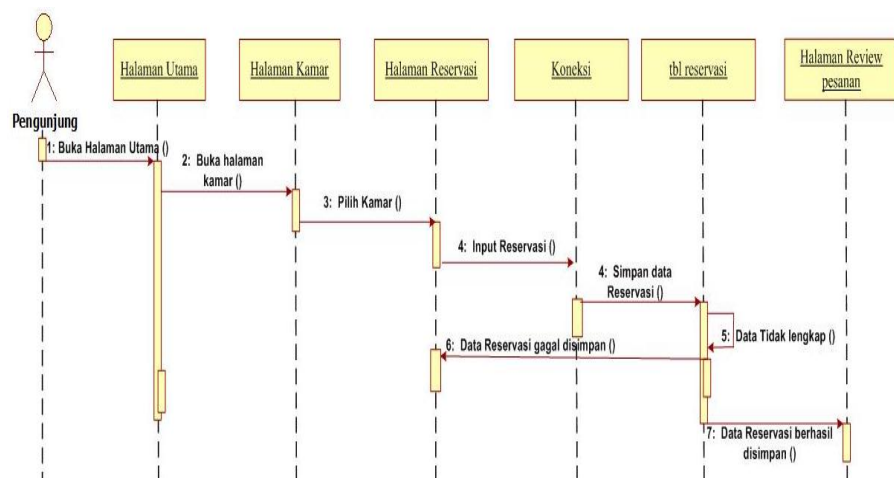 Halaman Utama
Halaman Kamar
Halaman Reservasi
Koneksi
tbl reservasi
Halaman Review
pesanan
Pengunjung
1: Buka Halaman Utama ()
2: Buka halaman
kamar ()
3: Pilih Kamar ()
4: Input Reservasi ()
4: Simpan data
Reservasi ()
5: Data Tidak lengkap ()
6: Data Reservasi gagal disimpan ()
7: Data Reservasi berhasil
disimpan ()